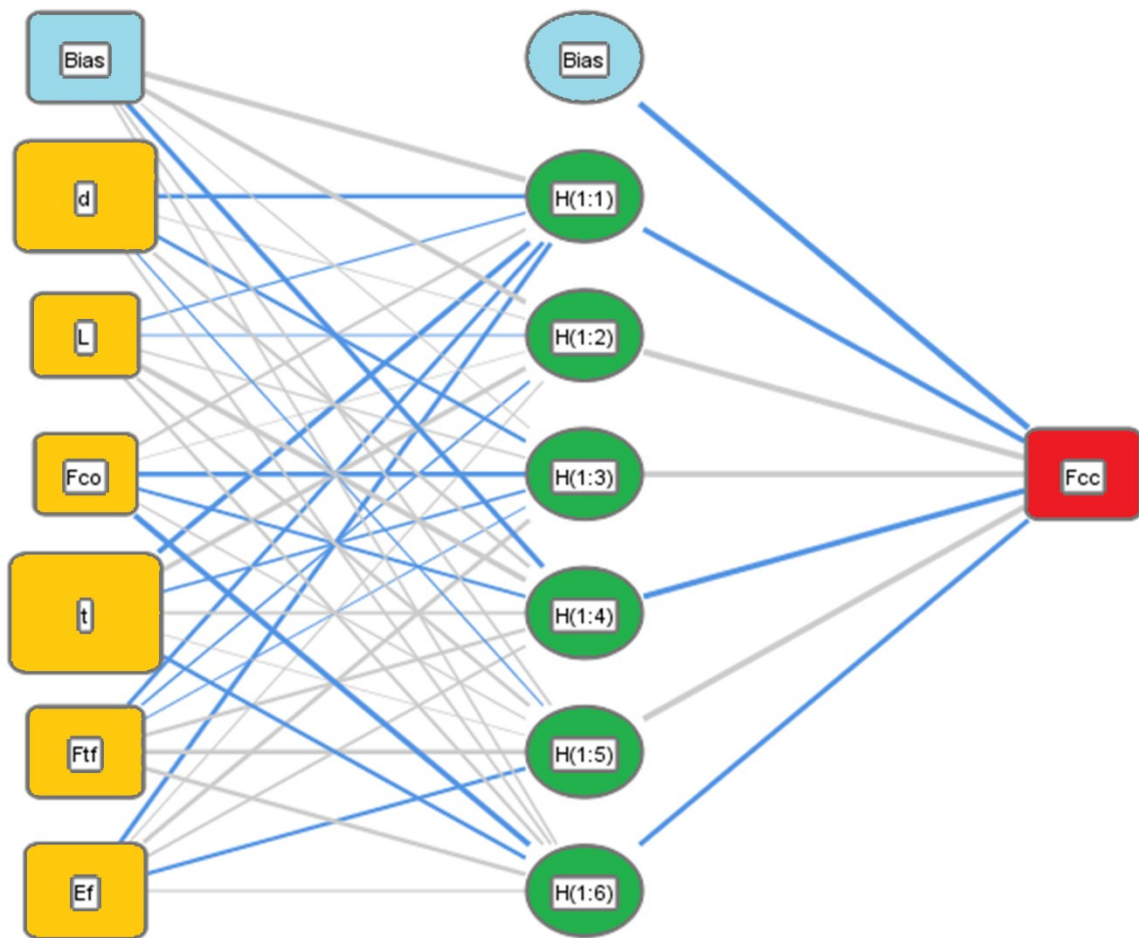 Bias
d
L
Fco
t
Ftf
Ef
Bias
H(1:1)
H(1:2)
H(1:3)
H(1:4)
H(1:5)
H(1:6)
Fcc